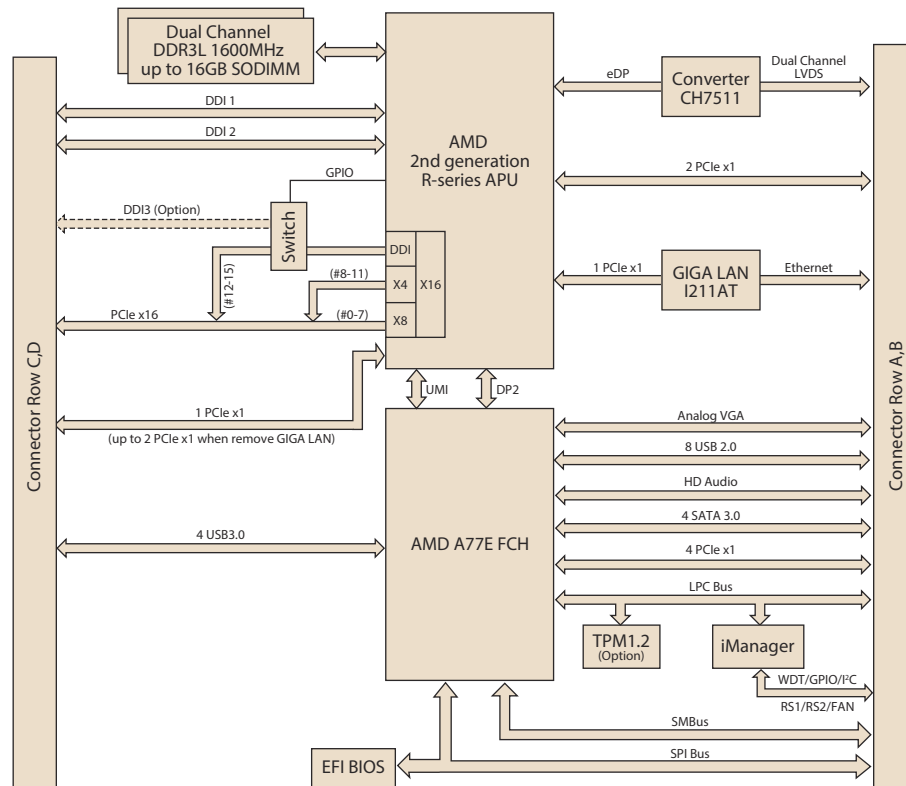 Dual Channel
DDR3L 1600MHz
up to 16GB SODIMM
DDI 1
DDI 2
GPIO
DDI3 (Option)
Switch
DDI
X4
X16
X8
(#12-15)
(#8-11)
(#0-7)
PCIe x16
Connector Row C,D
1 PCIe x1
(up to 2 PCIe x1 when remove GIGA LAN)
4 USB3.0
AMD
2nd generation
R-series APU
UMI
DP2
AMD A77E FCH
EFI BIOS
eDP
Converter
CH7511
Dual Channel
LVDS
2 PCIe x1
1 PCIe x1
GIGA LAN
I211AT
Ethernet
Connector Row A,B
Analog VGA
8 USB 2.0
HD Audio
4 SATA 3.0
4 PCIe x1
LPC Bus
TPM1.2
(Option)
iManager
WDT/GPIO/I²C
RS1/RS2/FAN
SMBus
SPI Bus